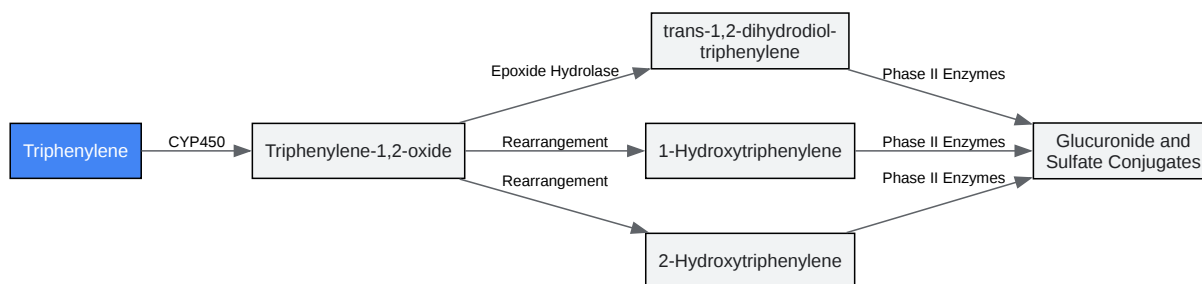 trans-1,2-dihydrodiol-
triphenylene
Epoxide Hydrolase
Phase II Enzymes
Triphenylene
CYP450
Triphenylene-1,2-oxide
Rearrangement
1-Hydroxytriphenylene
Phase II Enzymes
Glucuronide and
Sulfate Conjugates
Rearrangement
Phase II Enzymes
2-Hydroxytriphenylene